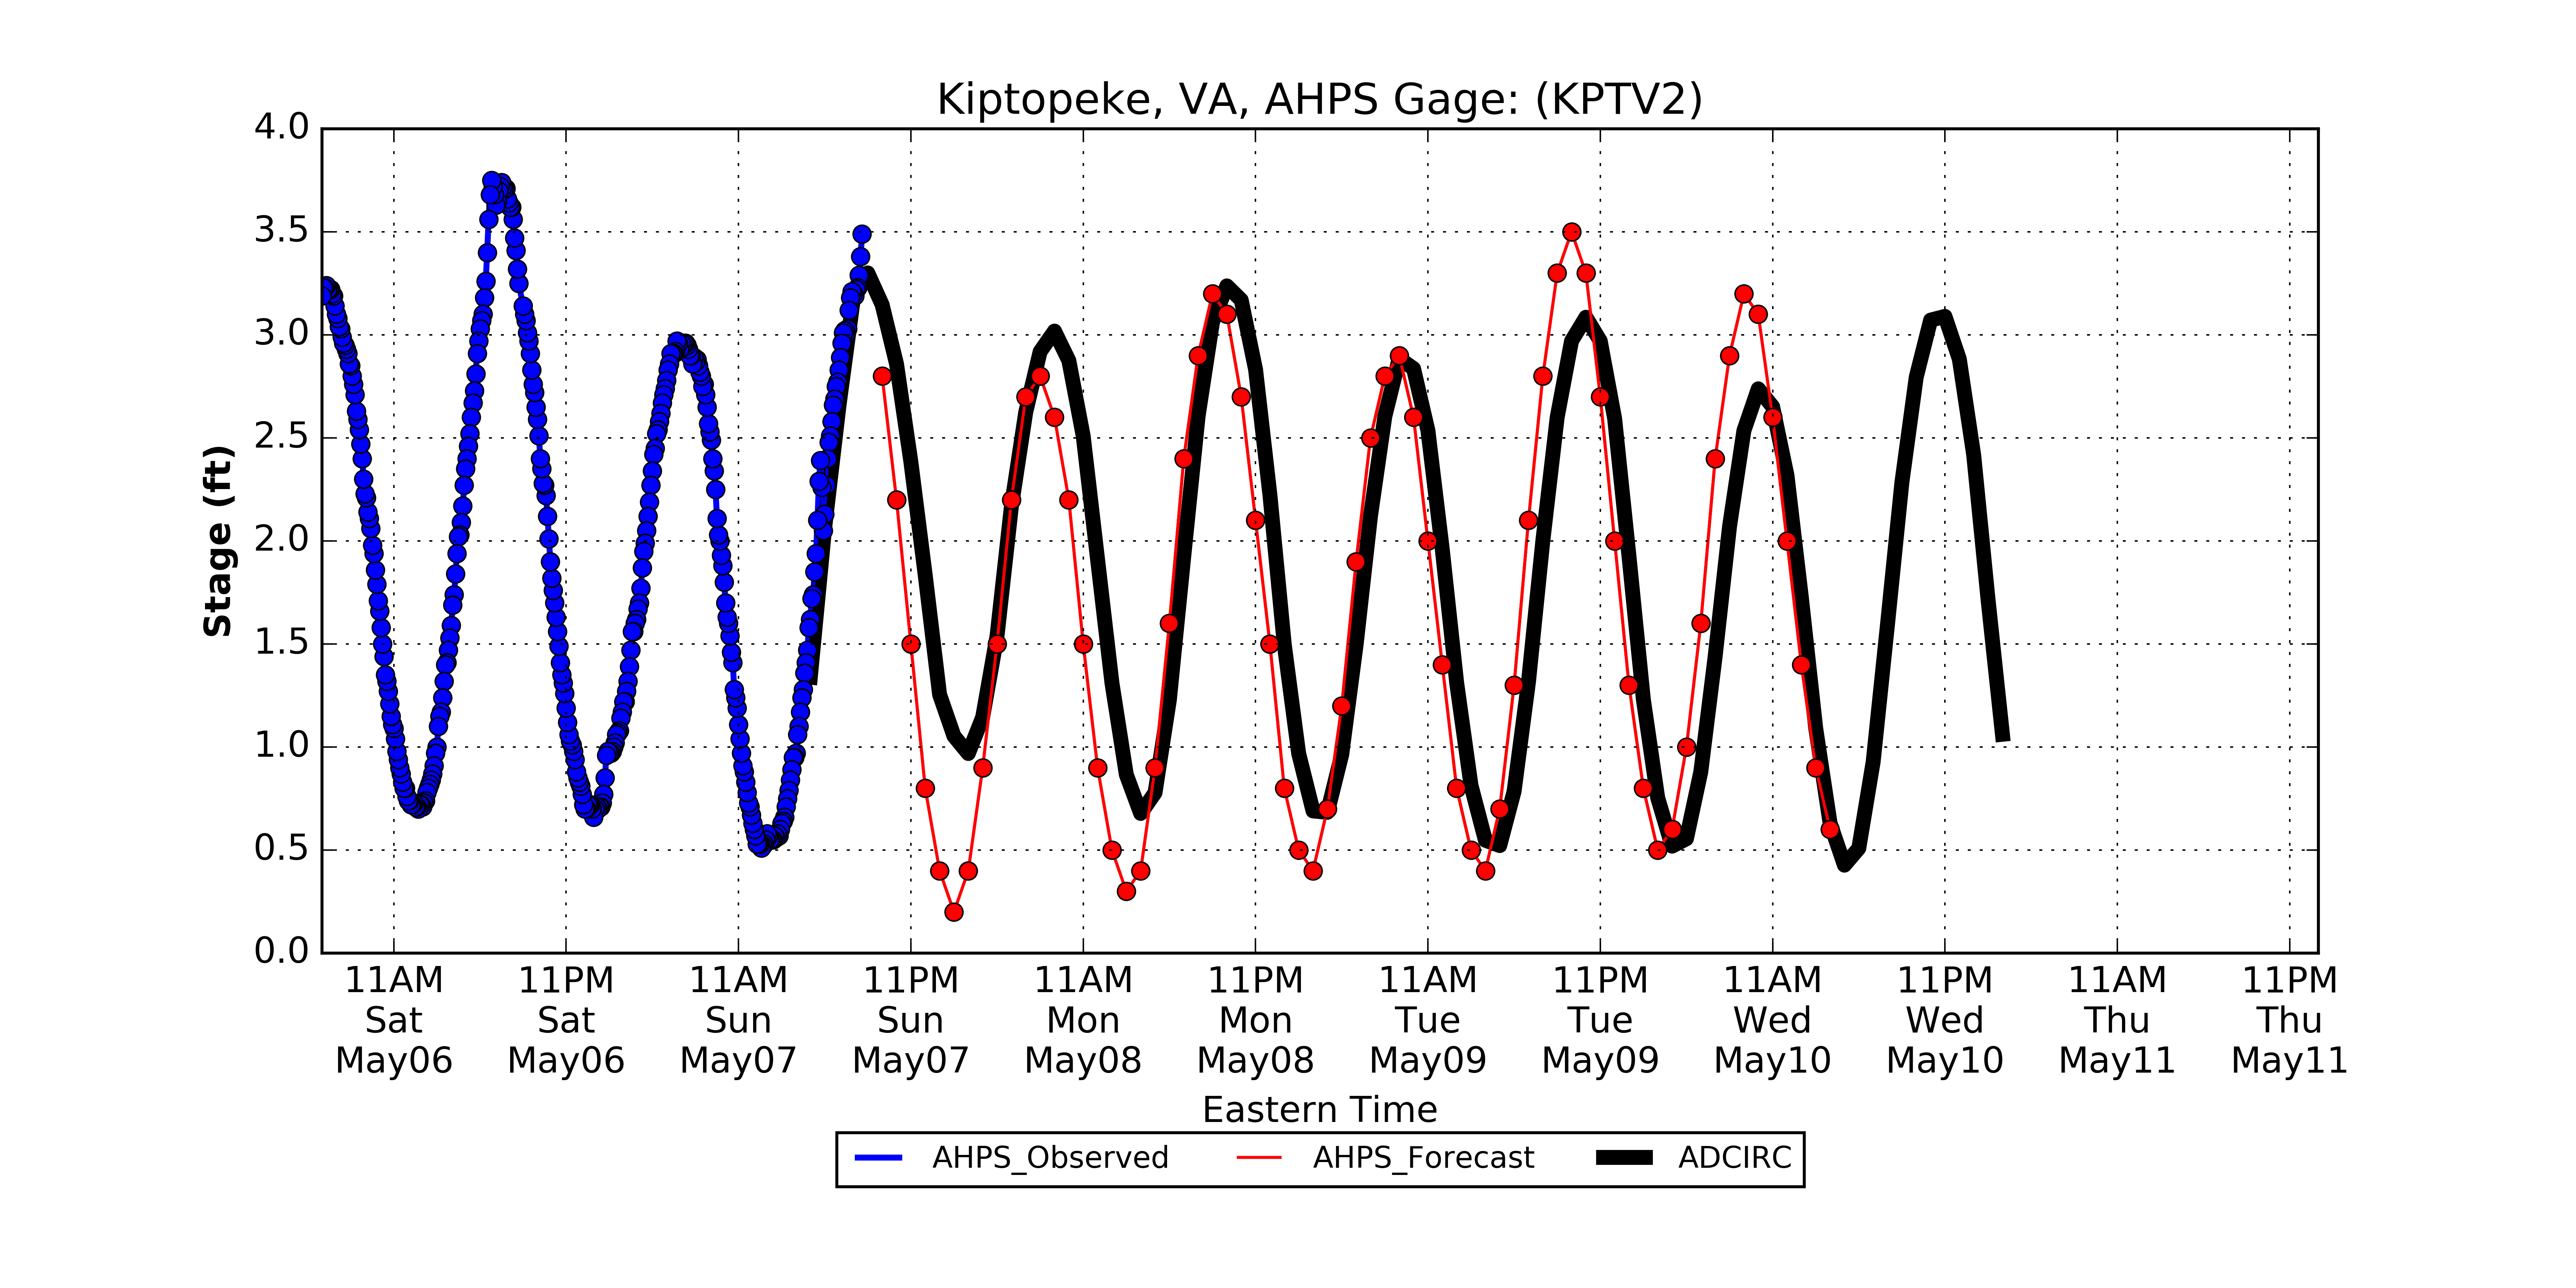 Kiptopeke, VA, AHPS Gage: (KPTV2)
4.0
3.5
3.0
2.5
2.0
1.5
1.0
0.5
0.0
Stage (ft)
11AM 11PM 11AM 11PM 11AM 11PM 11AM 11PM 11AM 11PM 11AM 11PM
Sat Sat Sun Sun Mon Mon Tue Tue Wed Wed Thu Thu
May06 May06 May07 May07 May08 May08 May09 May09 May10 May10 May11 May11
Eastern Time
AHPS_Observed AHPS_Forecast ADCIRC